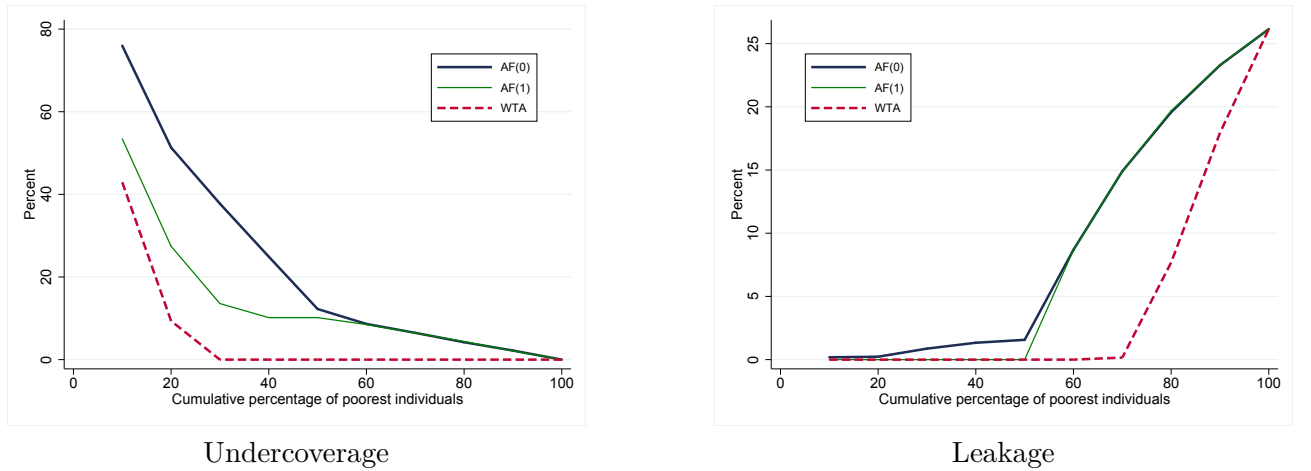 80
60
40
20
0
Percent
0 20 40 60 80 100
Cumulative percentage of poorest individuals
AF(0)
AF(1)
WTA
Undercoverage
25
20
15
10
5
0
Percent
0 20 40 60 80 100
Cumulative percentage of poorest individuals
AF(0)
AF(1)
WTA
Leakage